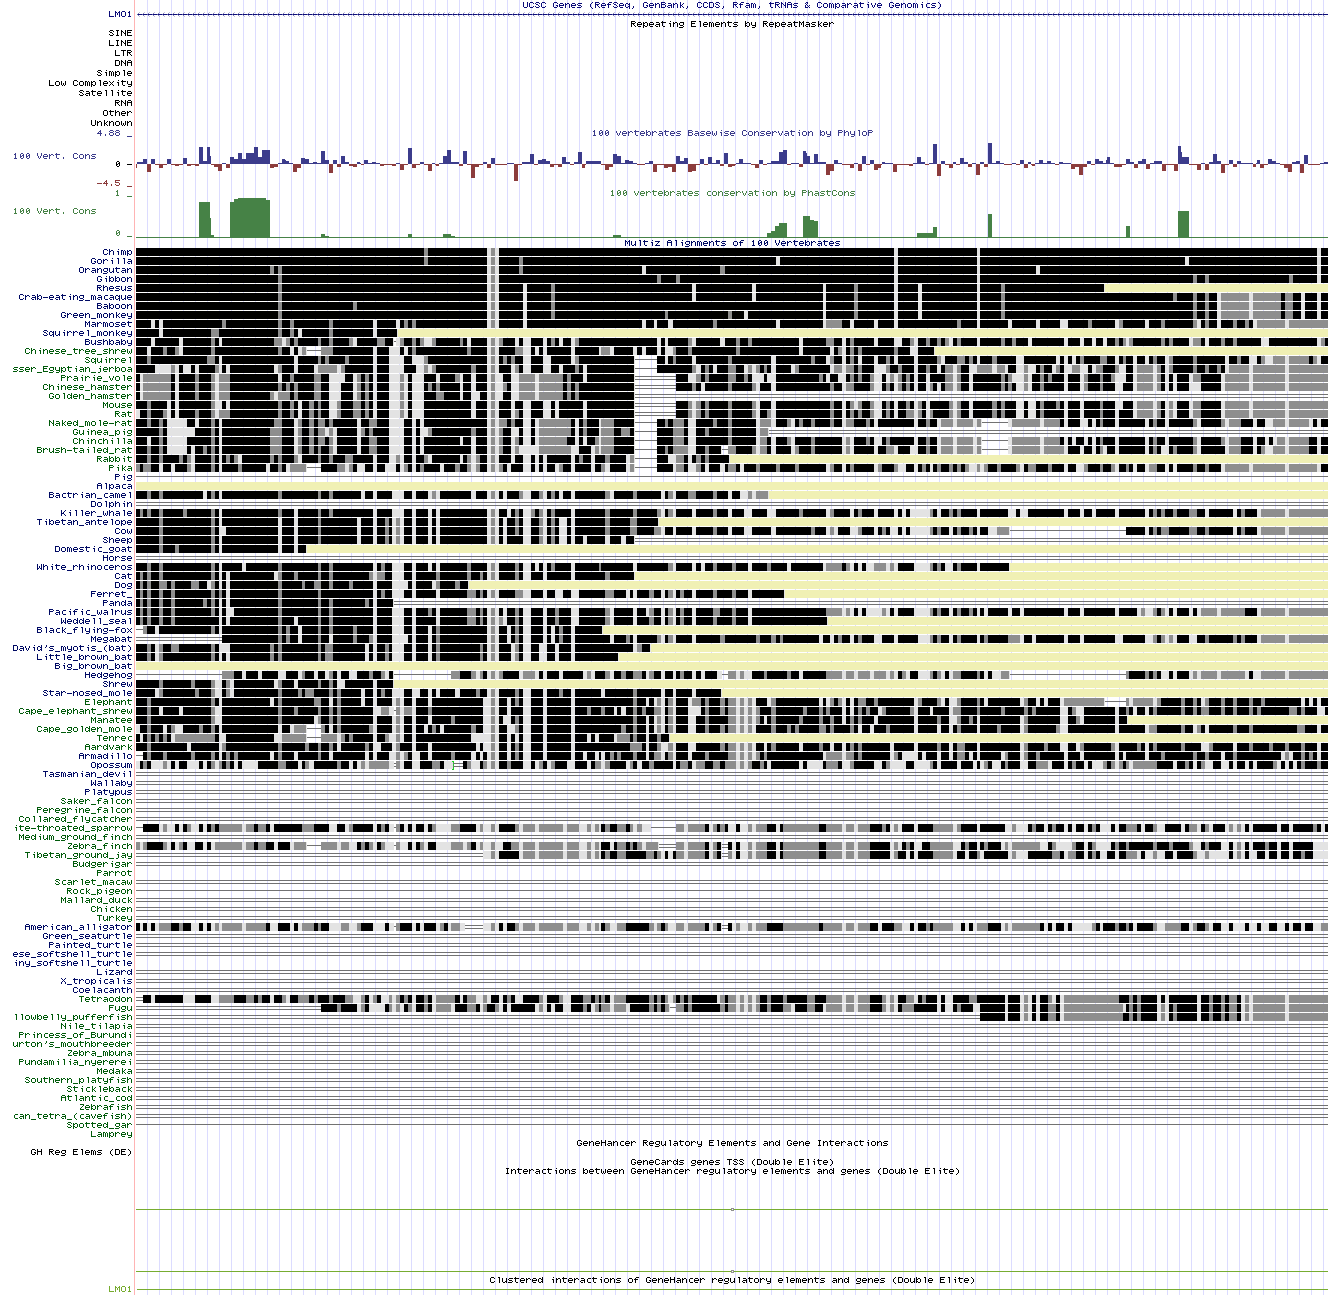 UCSC Genes (RefSeq, GenBank, CCDS, Rfam, tRNAs & Comparative Genomics)
LMO1
Repeating Elements by RepeatMasker
SINE
LINE
LTR
DNA
Simple
Low Complexity
Satellite
RNA
Other
Unknown
4.88 _
100 vertebrates Basewise Conservation by PhyloP
100 Vert. Cons
0 _
-4.5 _
100 vertebrates conservation by PhastCons
1 _
100 Vert. Cons
0 _
Multiz Alignments of 100 Vertebrates
Chimp
Gorilla
Orangutan
Gibbon
Rhesus
Crab-eating_macaque
Baboon
Green_monkey
Marmoset
Squirrel_monkey
Bushbaby
Chinese_tree_shrew
Squirrel
sser_Egyptian_jerboa
Prairie_vole
Chinese_hamster
Golden_hamster
Mouse
Rat
Naked_mole-rat
Guinea_pig
Chinchilla
Brush-tailed_rat
Rabbit
Pika
Pig
Alpaca
Bactrian_camel
Dolphin
Killer_whale
Tibetan_antelope
Cow
Sheep
Domestic_goat
Horse
White_rhinoceros
Cat
Dog
Ferret_
Panda
Pacific_walrus
Weddell_seal
Black_flying-fox
Megabat
David's_myotis_(bat)
Little_brown_bat
Big_brown_bat
Hedgehog
Shrew
Star-nosed_mole
Elephant
Cape_elephant_shrew
Manatee
Cape_golden_mole
Tenrec
Aardvark
Armadillo
Opossum
Tasmanian_devil
Wallaby
Platypus
Saker_falcon
Peregrine_falcon
Collared_flycatcher
ite-throated_sparrow
Medium_ground_finch
Zebra_finch
Tibetan_ground_jay
Budgerigar
Parrot
Scarlet_macaw
Rock_pigeon
Mallard_duck
Chicken
Turkey
American_alligator
Green_seaturtle
Painted_turtle
ese_softshell_turtle
iny_softshell_turtle
Lizard
X_tropicalis
Coelacanth
Tetraodon
Fugu
llowbelly_pufferfish
Nile_tilapia
Princess_of_Burundi
urton's_mouthbreeder
Zebra_mbuna
Pundamilia_nyererei
Medaka
Southern_platyfish
Stickleback
Atlantic_cod
Zebrafish
can_tetra_(cavefish)
Spotted_gar
Lamprey
GeneHancer Regulatory Elements and Gene Interactions
GH Reg Elems (DE)
GeneCards genes TSS (Double Elite)
Interactions between GeneHancer regulatory elements and genes (Double Elite)
Clustered interactions of GeneHancer regulatory elements and genes (Double Elite)
LMO1